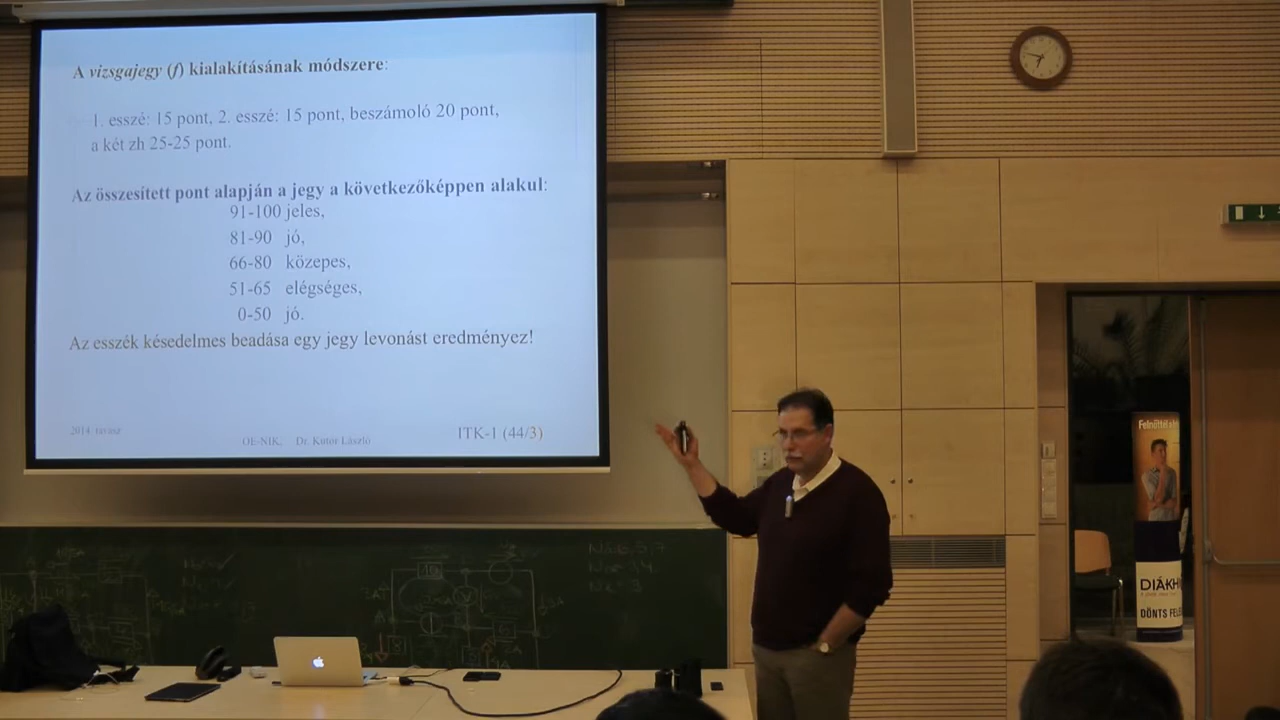 A vizsgajegy (f) kialakításának módszere:
1. esszé: 15 pont, 2. esszé: 15 pont, beszámoló 20 pont,
a két zh 25-25 pont.
Az összesített pont alapján a jegy a következőképpen alakul:
91-100 jeles,
81-90 jó,
66-80 közepes,
51-65 elégséges,
0-50 jó.
Az esszék késedelmes beadása egy jegy levonást eredményez!
2014. tavasz
OE-NIK, Dr. Kutor László
ITK-1 (44/3)
DIÁKH
DÖNTS